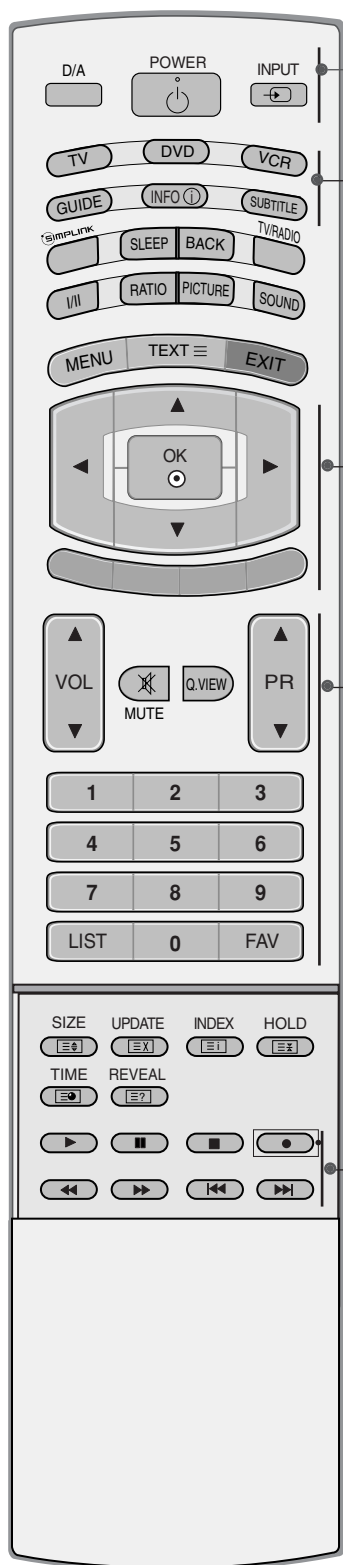 D/A POWER INPUT
TV DVD VCR
GUIDE INFO i SUBTITLE
SIMPLINK SLEEP BACK TV/RADIO
I/II RATIO PICTURE SOUND
MENU TEXT EXIT
OK
VOL MUTE Q.VIEW PR
1 2 3
4 5 6
7 8 9
LIST 0 FAV
SIZE UPDATE INDEX HOLD
X i
TIME REVEAL
?